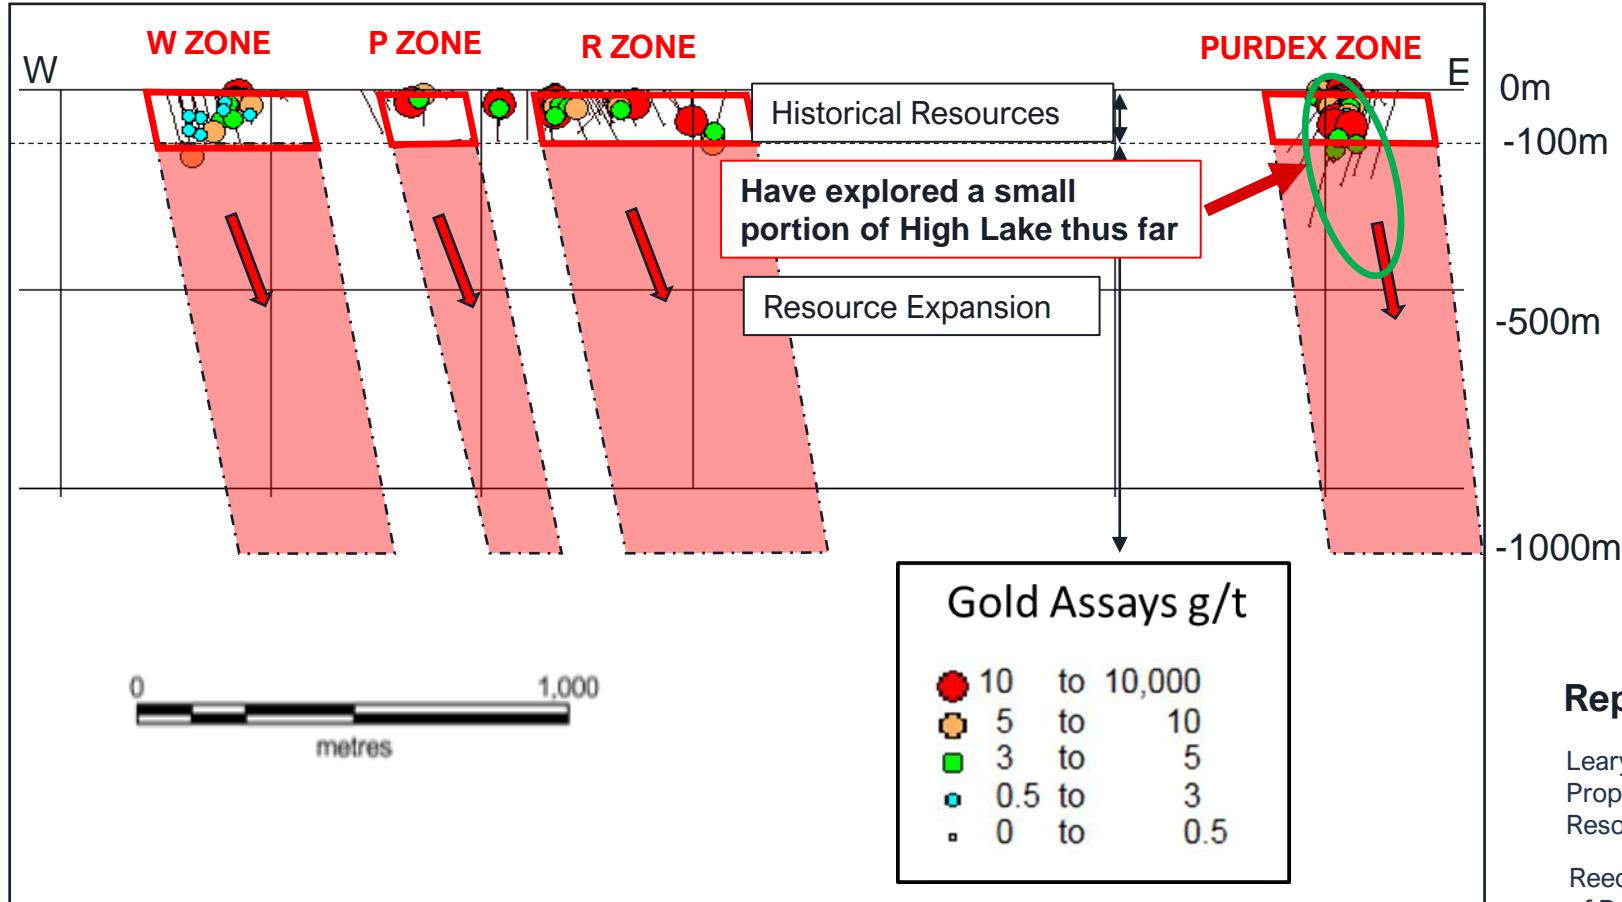 W ZONE
P ZONE
R ZONE
PURDEX ZONE
W
E
0m
Historical Resources
-100m
Have explored a small
portion of High Lake thus far
Resource Expansion
-500m
-1000m
Gold Assays g/t
10 to 10,000
5 to 10
3 to 5
0.5 to 3
0 to 0.5
0 1,000
metres